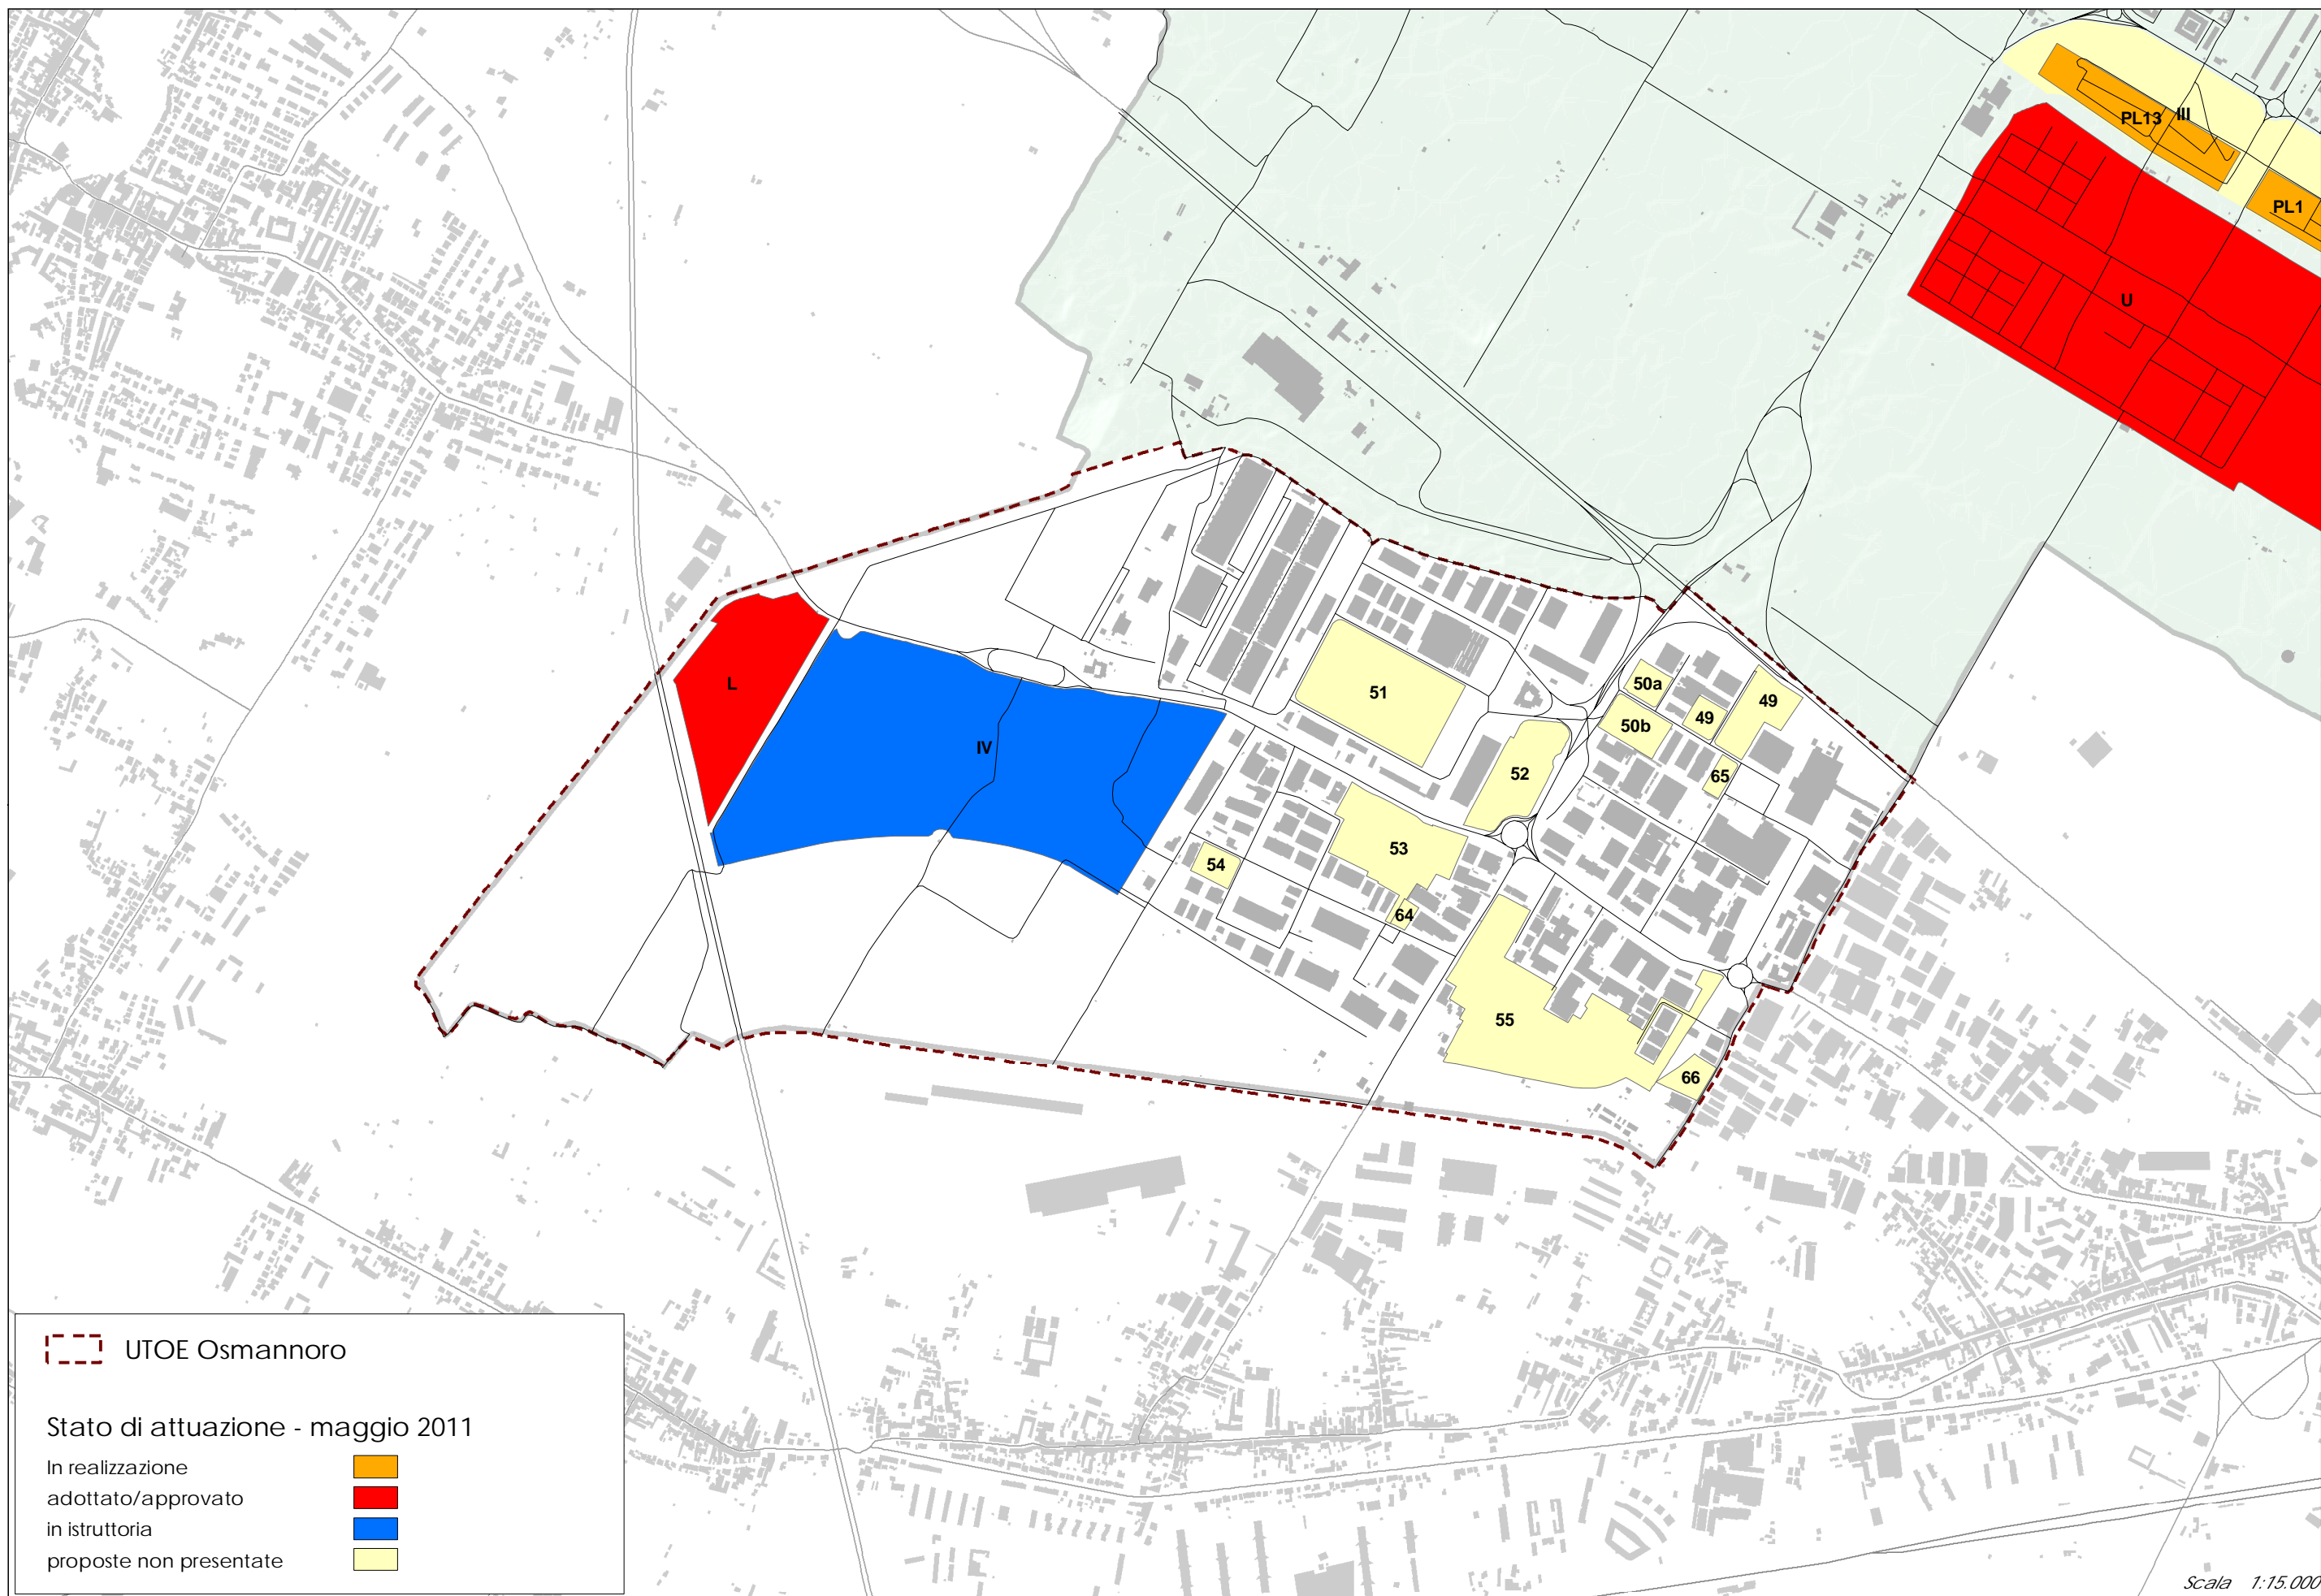 PL13
III
PL1
U
L
IV
51
50a
49
49
50b
65
52
53
54
64
55
66
UTOE Osmannoro
Stato di attuazione - maggio 2011
In realizzazione
adottato/approvato
in istruttoria
proposte non presentate
Scala 1:15.000